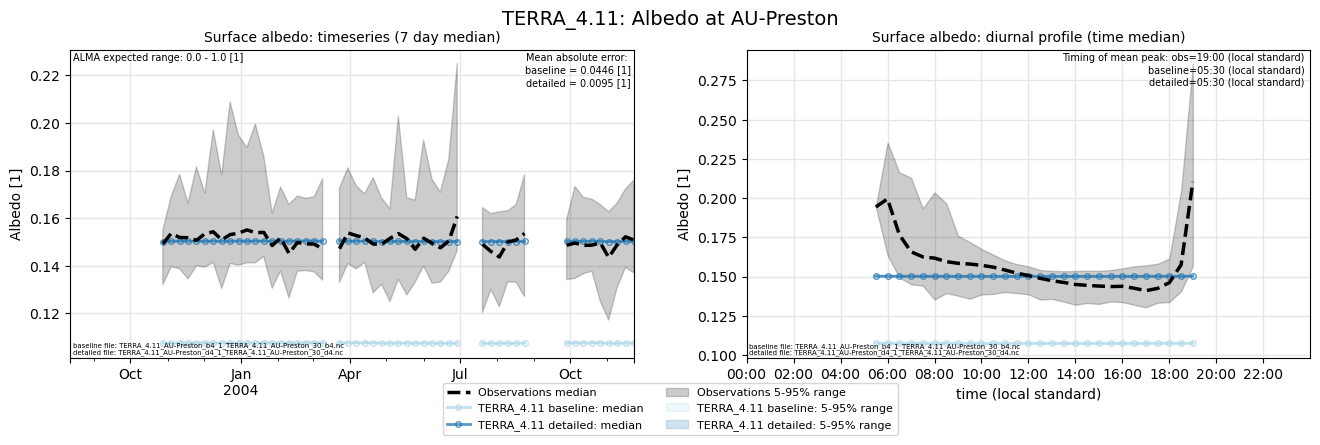 TERRA_4.11: Albedo at AU-Preston
Surface albedo: timeseries (7 day median)
ALMA expected range: 0.0 - 1.0 [1]
Mean absolute error:
baseline = 0.0446 [1]
detailed = 0.0095 [1]
Albedo [1]
0.22
0.20
0.18
0.16
0.14
0.12
baseline file: TERRA_4.11_AU-Preston_b4_1_TERRA_4.11_AU-Preston_30_b4.nc
detailed file: TERRA_4.11_AU-Preston_d4_1_TERRA_4.11_AU-Preston_30_d4.nc
Oct Jan Apr Jul Oct
2004
Surface albedo: diurnal profile (time median)
Timing of mean peak: obs=19:00 (local standard)
baseline=05:30 (local standard)
detailed=05:30 (local standard)
Albedo [1]
0.275
0.250
0.225
0.200
0.175
0.150
0.125
0.100
baseline file: TERRA_4.11_AU-Preston_b4_1_TERRA_4.11_AU-Preston_30_b4.nc
detailed file: TERRA_4.11_AU-Preston_d4_1_TERRA_4.11_AU-Preston_30_d4.nc
00:00 02:00 04:00 06:00 08:00 10:00 12:00 14:00 16:00 18:00 20:00 22:00
time (local standard)
Observations median
TERRA_4.11 baseline: median
TERRA_4.11 detailed: median
Observations 5-95% range
TERRA_4.11 baseline: 5-95% range
TERRA_4.11 detailed: 5-95% range